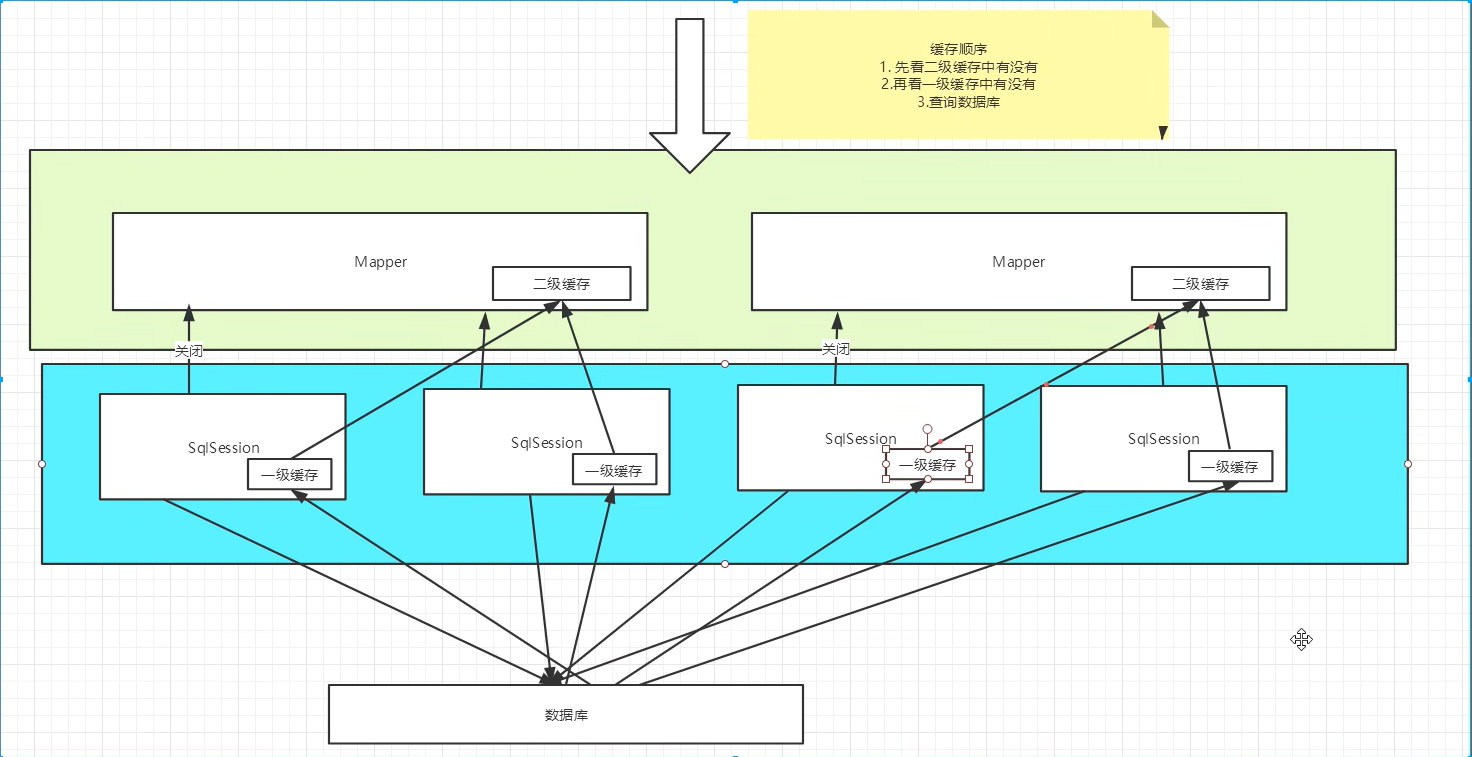 缓存顺序
1. 先看二级缓存中有没有
2.再看一级缓存中有没有
3.查询数据库
Mapper
二级缓存
Mapper
二级缓存
关闭
关闭
SqlSession
一级缓存
SqlSession
一级缓存
SqlSession
一级缓存
SqlSession
一级缓存
数据库